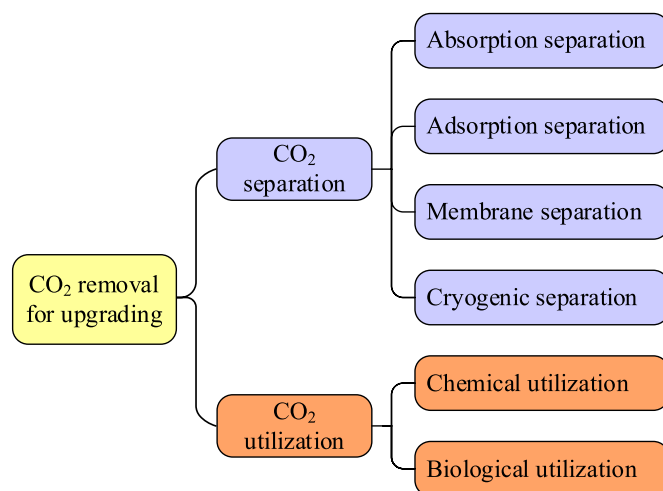 Absorption separation
Adsorption separation
CO₂
separation
Membrane separation
CO₂ removal
for upgrading
Cryogenic separation
Chemical utilization
CO₂
utilization
Biological utilization